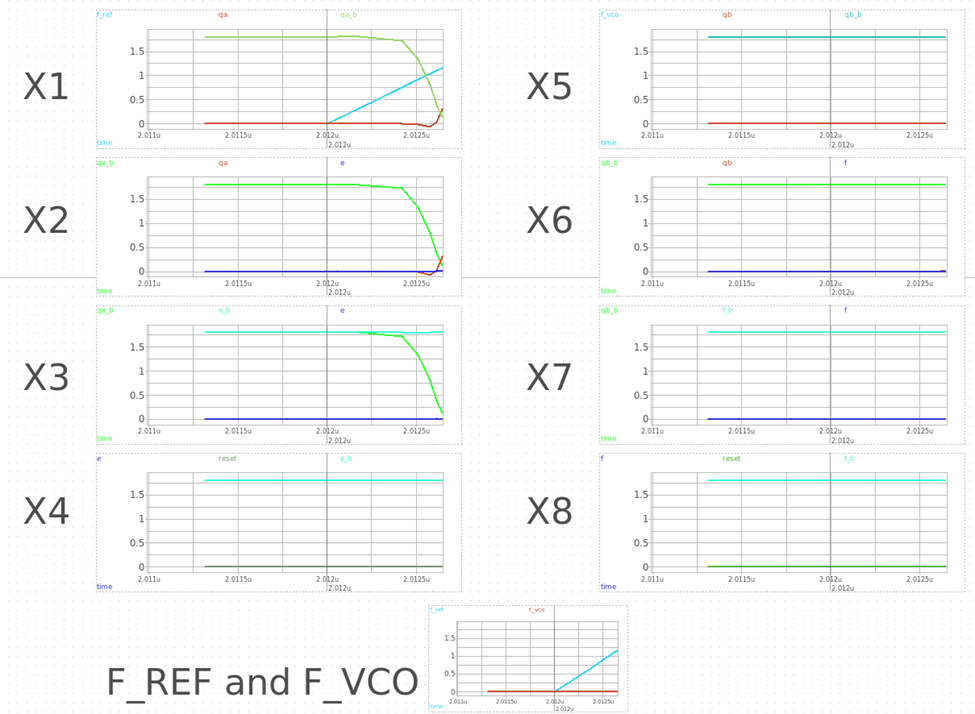 f_ref qa qa_b
X1
1.5
1
0.5
0
2.011u 2.0115u 2.012u 2.0125u
time 2.012u
f_vco qb qb_b
X5
1.5
1
0.5
0
2.011u 2.0115u 2.012u 2.0125u
time 2.012u
qa_b qa e
X2
1.5
1
0.5
0
2.011u 2.0115u 2.012u 2.0125u
time 2.012u
qb_b qb f
X6
1.5
1
0.5
0
2.011u 2.0115u 2.012u 2.0125u
time 2.012u
qa_b e_b e
X3
1.5
1
0.5
0
2.011u 2.0115u 2.012u 2.0125u
time 2.012u
qb_b f_b f
X7
1.5
1
0.5
0
2.011u 2.0115u 2.012u 2.0125u
time 2.012u
e reset e_b
X4
1.5
1
0.5
0
2.011u 2.0115u 2.012u 2.0125u
time 2.012u
f reset f_b
X8
1.5
1
0.5
0
2.011u 2.0115u 2.012u 2.0125u
time 2.012u
F_REF and F_VCO
f_ref f_vco
1.5
1
0.5
0
2.011u 2.0115u 2.012u 2.0125u
time 2.012u